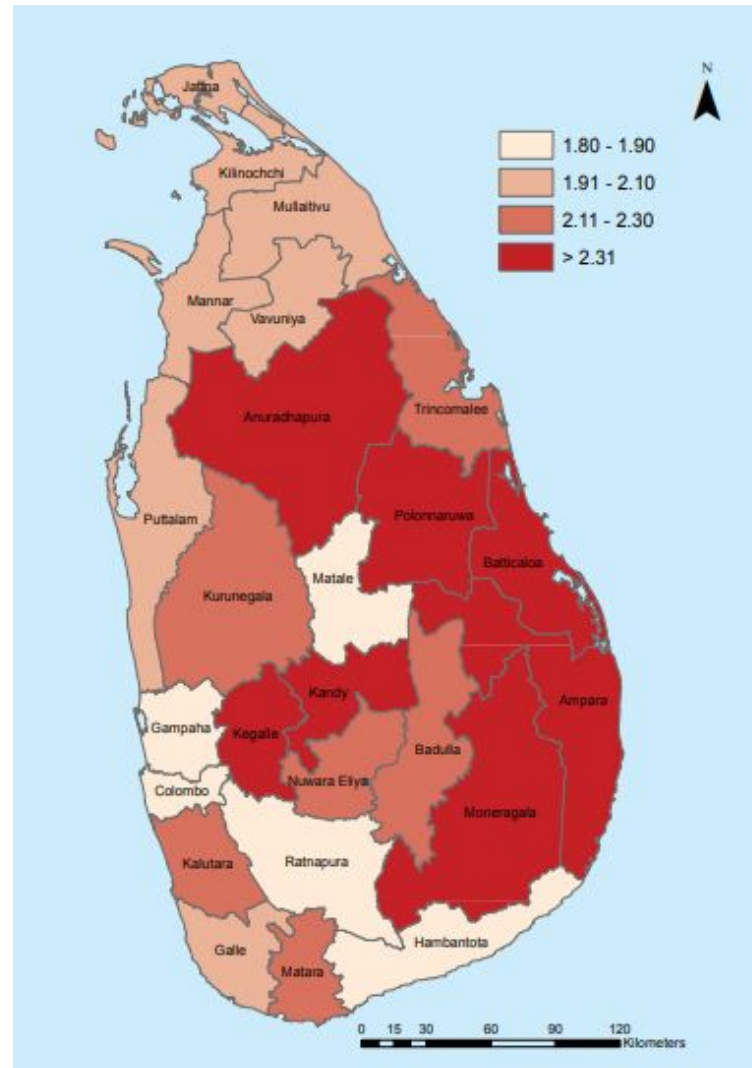 Jaffna
N
1.80 - 1.90
1.91 - 2.10
2.11 - 2.30
> 2.31
Kilinochchi
Mullaitivu
Mannar
Vavuniya
Anuradhapura
Trincomalee
Puttalam
Polonnaruwa
Batticaloa
Matale
Kurunegala
Kandy
Ampara
Gampaha
Kegalle
Badulla
Nuwara Eliya
Colombo
Moneragala
Ratnapura
Kalutara
Hambantota
Galle
Matara
0 15 30 60 90 120
Kilometers